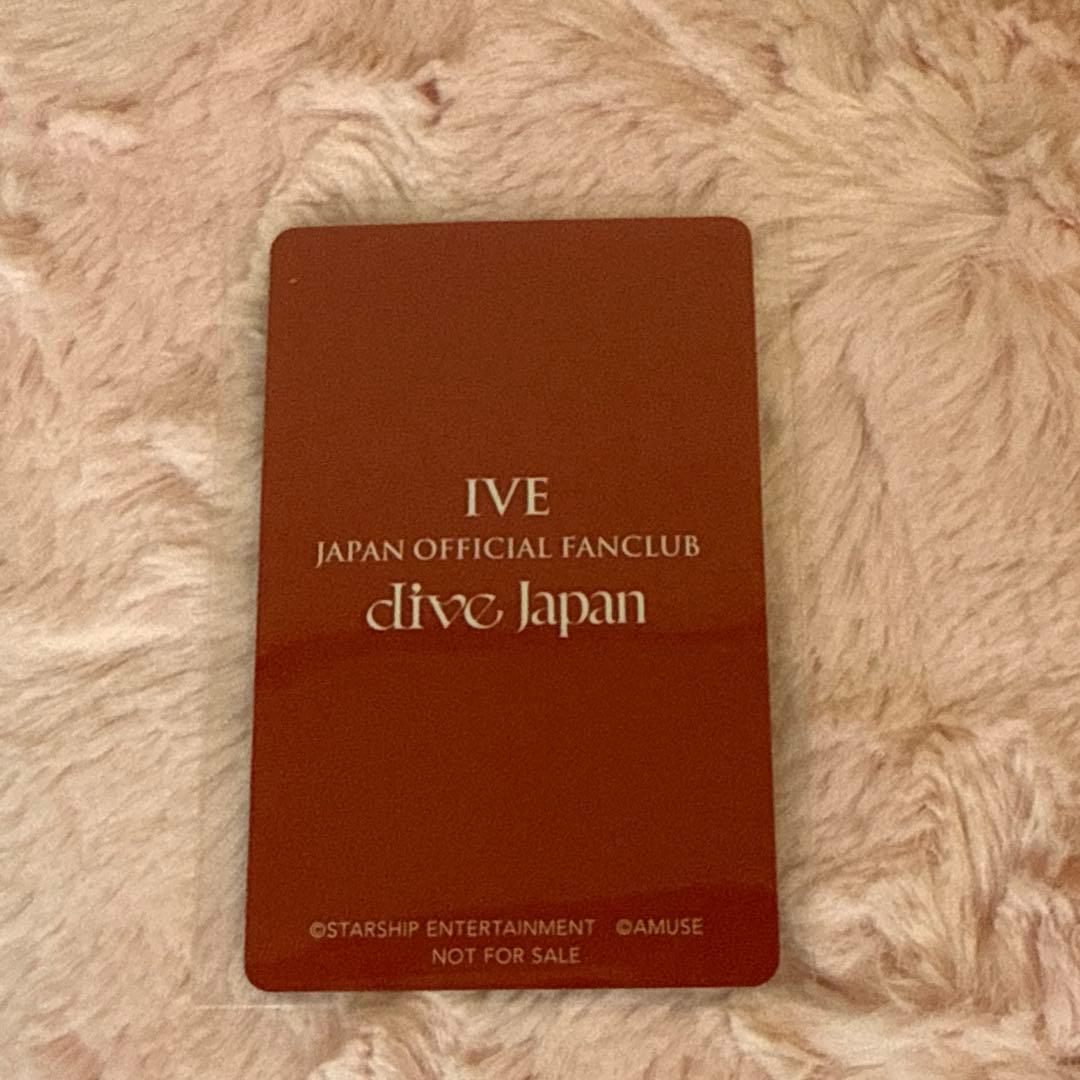 IVE
JAPAN OFFICIAL FANCLUB
dive Japan
©STARSHIP ENTERTAINMENT ©AMUSE
NOT FOR SALE